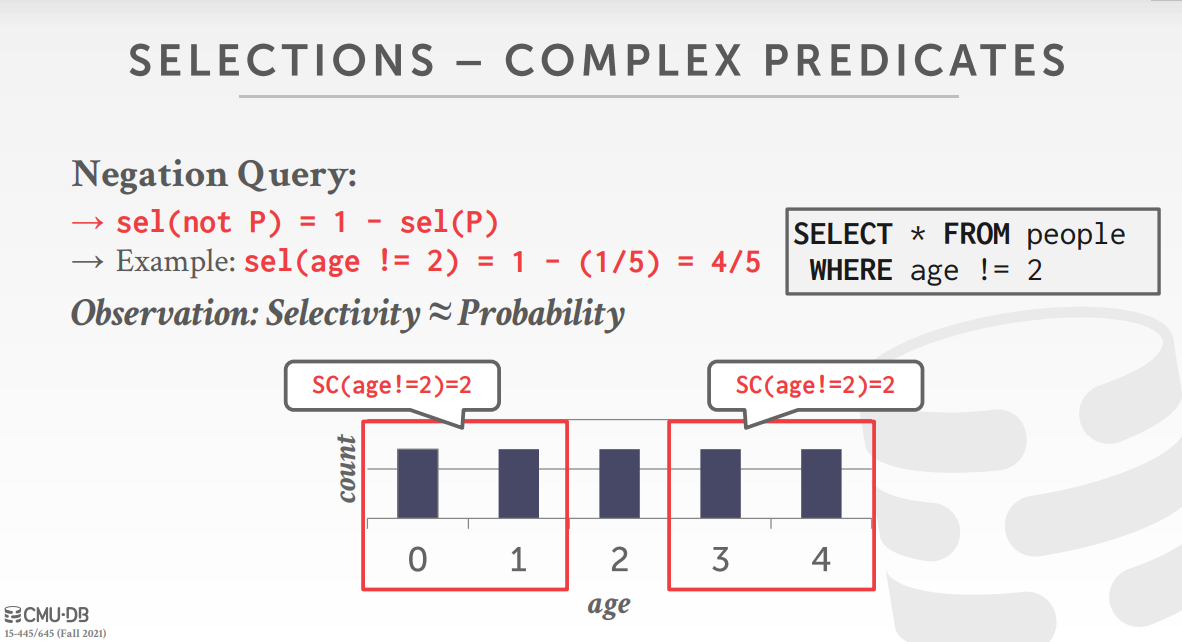 SELECTIONS – COMPLEX PREDICATES
Negation Query:
→ sel(not P) = 1 - sel(P)
→ Example: sel(age != 2) = 1 - (1/5) = 4/5
Observation: Selectivity ≈ Probability
SELECT * FROM people
WHERE age != 2
SC(age!=2)=2
SC(age!=2)=2
count
0 1 2 3 4
age
CMU·DB
15-445/645 (Fall 2021)